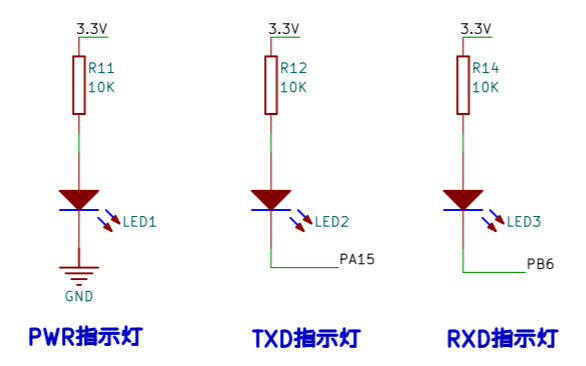 3.3V 3.3V 3.3V
R11 R12 R14
10K 10K 10K
LED1 LED2 LED3
PA15 PB6
GND
PWR指示灯 TXD指示灯 RXD指示灯